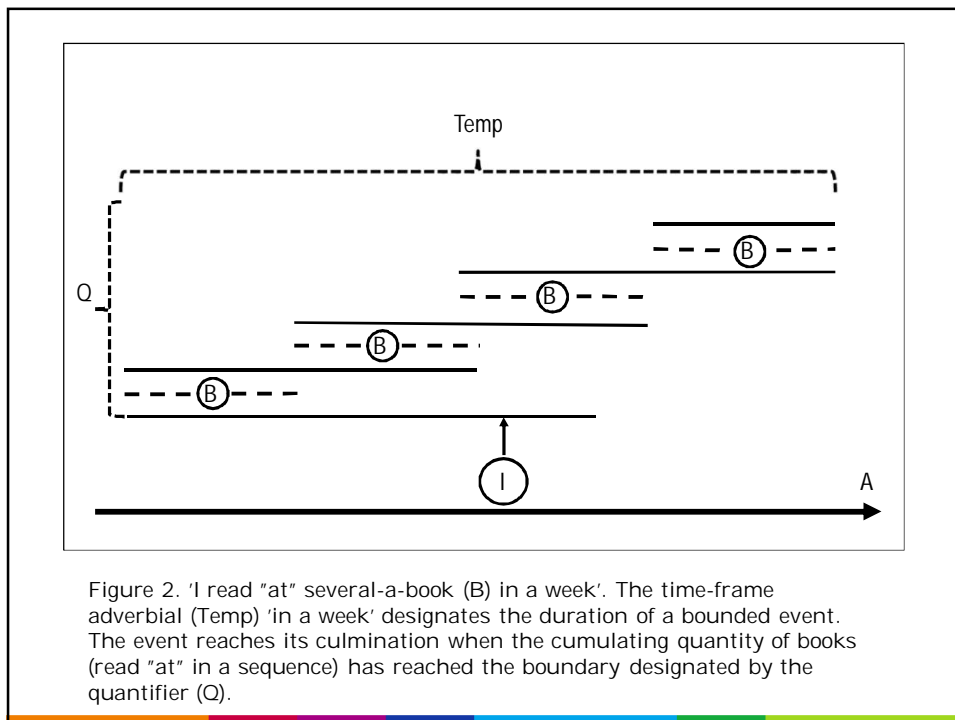 Temp
B
B
Q
B
B
I
A
Figure 2. 'I read "at" several-a-book (B) in a week'. The time-frame
adverbial (Temp) 'in a week' designates the duration of a bounded event.
The event reaches its culmination when the cumulating quantity of books
(read "at" in a sequence) has reached the boundary designated by the
quantifier (Q).